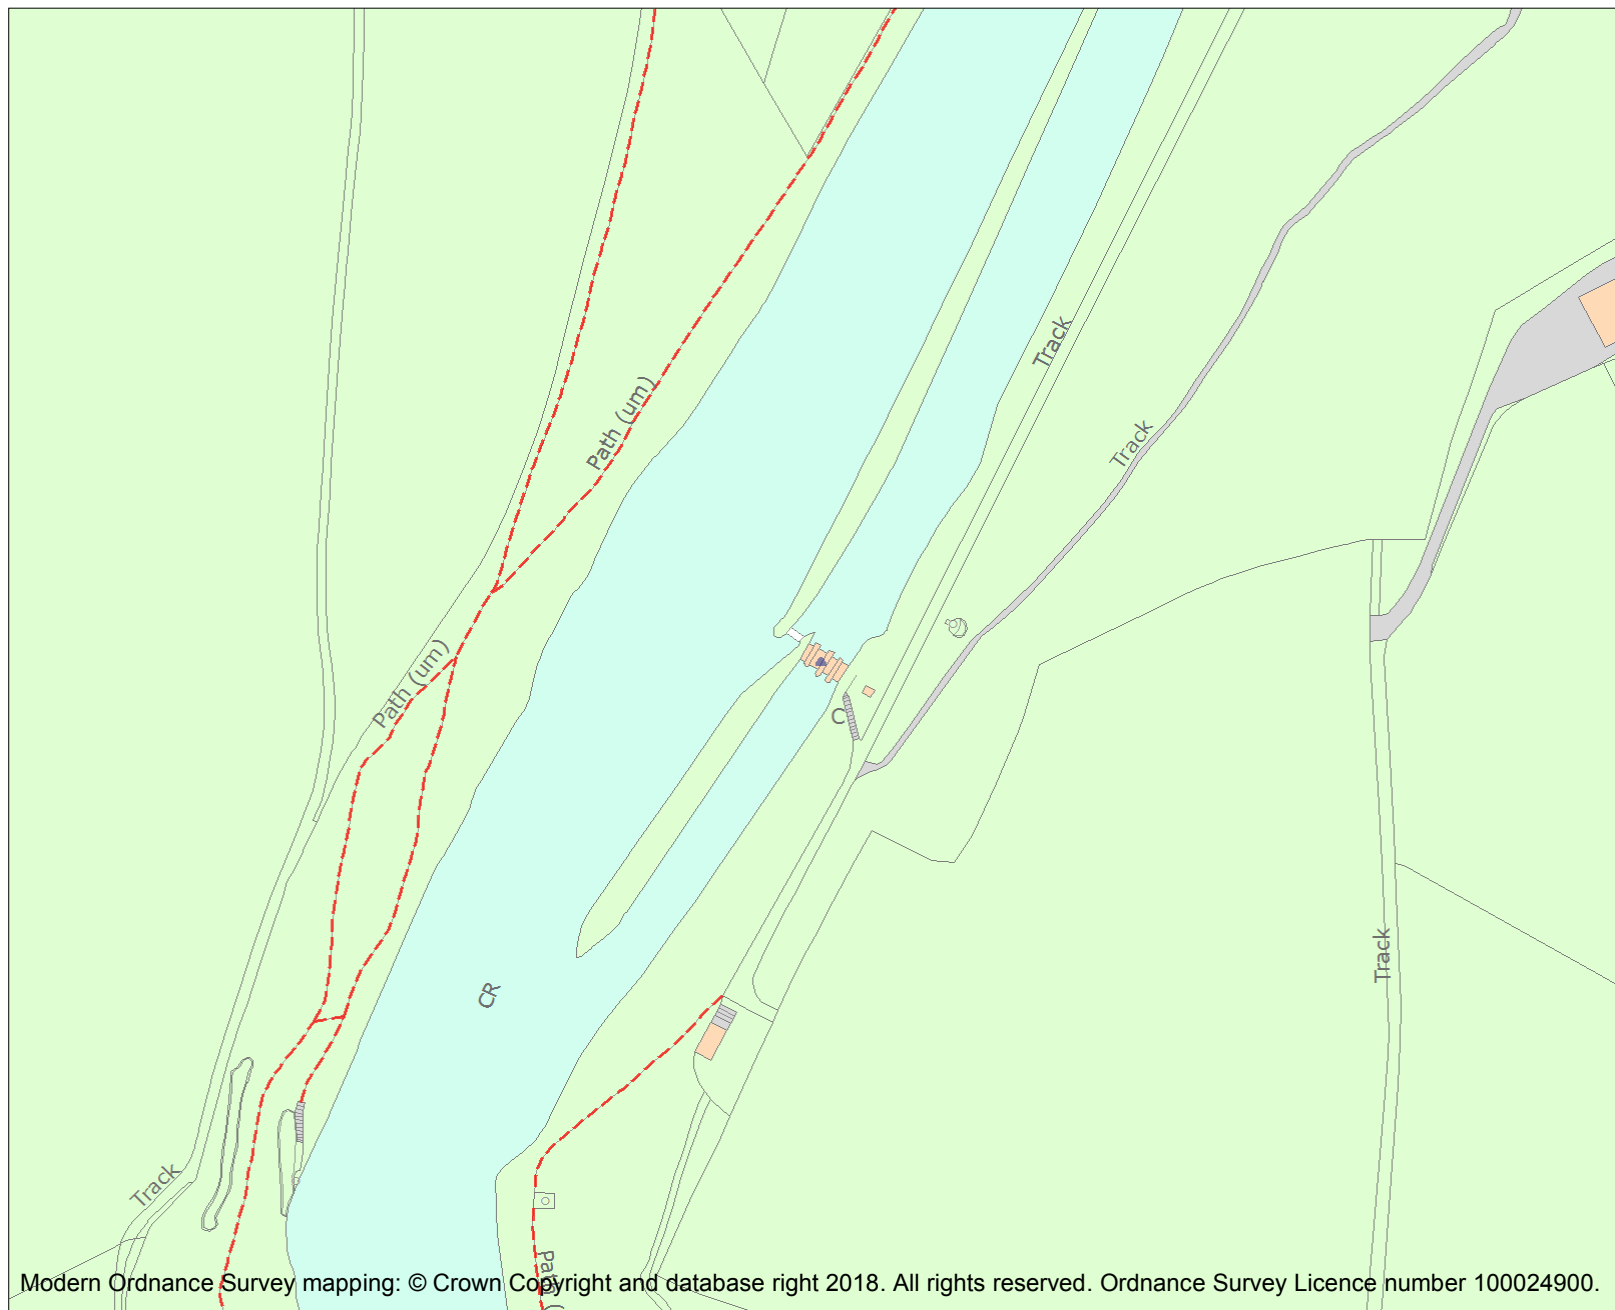 Track
Path (um)
Track
Path (um)
C
Track
CR
Track
Path (
Modern Ordnance Survey mapping: © Crown Copyright and database right 2018. All rights reserved. Ordnance Survey Licence number 100024900.